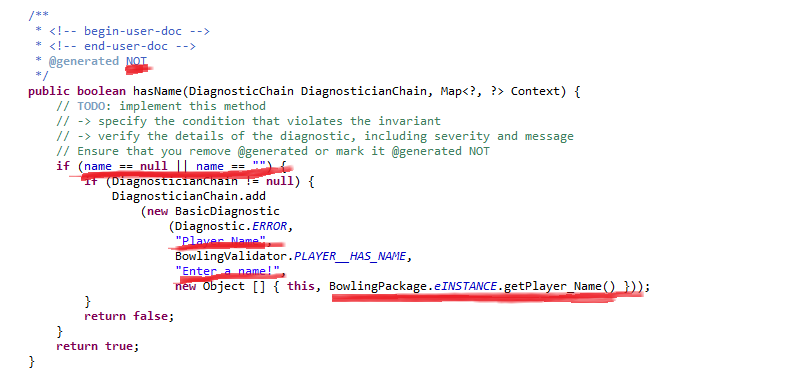 /**
* <!-- begin-user-doc -->
* <!-- end-user-doc -->
* @generated NOT
*/
public boolean hasName(DiagnosticChain DiagnosticianChain, Map<?, ?> Context) {
// TODO: implement this method
// -> specify the condition that violates the invariant
// -> verify the details of the diagnostic, including severity and message
// Ensure that you remove @generated or mark it @generated NOT
if (name == null || name == "") {
if (DiagnosticianChain != null) {
DiagnosticianChain.add
(new BasicDiagnostic
(Diagnostic.ERROR,
"Player Name",
BowlingValidator.PLAYER__HAS_NAME,
"Enter a name!",
new Object [] { this, BowlingPackage.eINSTANCE.getPlayer_Name() }));
}
return false;
}
return true;
}